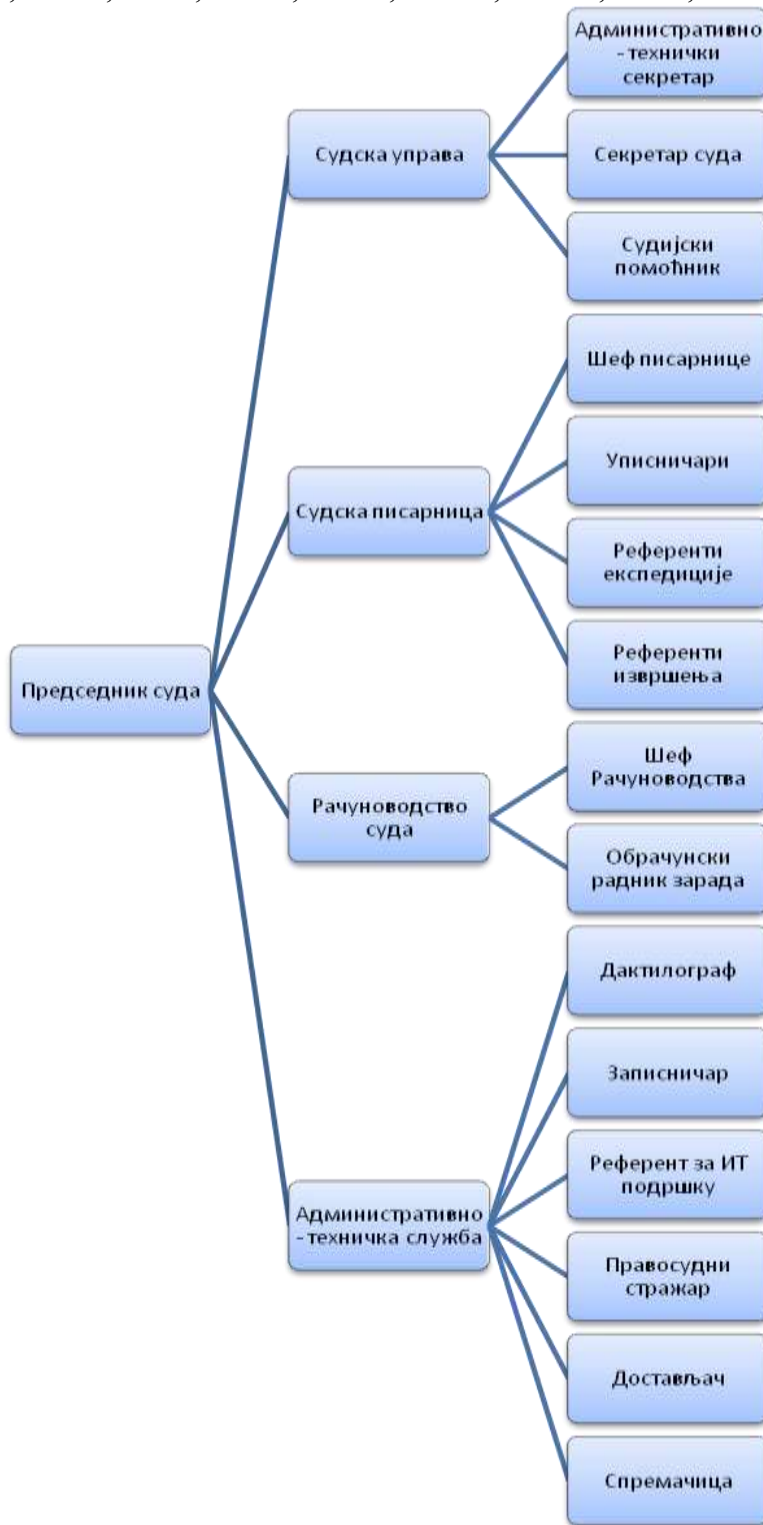 Административно
- технички
секретар
Судска управа
Секретар суда
Судијски
помоћник
Шеф писарнице
Уписничари
Судска писарница
Референти
експедиције
Референти
извршења
Председник суда
Шеф
Рачуноводства
Рачуноводство
суда
Обрачунски
радник зарада
Дактилограф
Записничар
Референт за ИТ
подршку
Административно
- техничка служба
Правосудни
стражар
Достављач
Спремачица